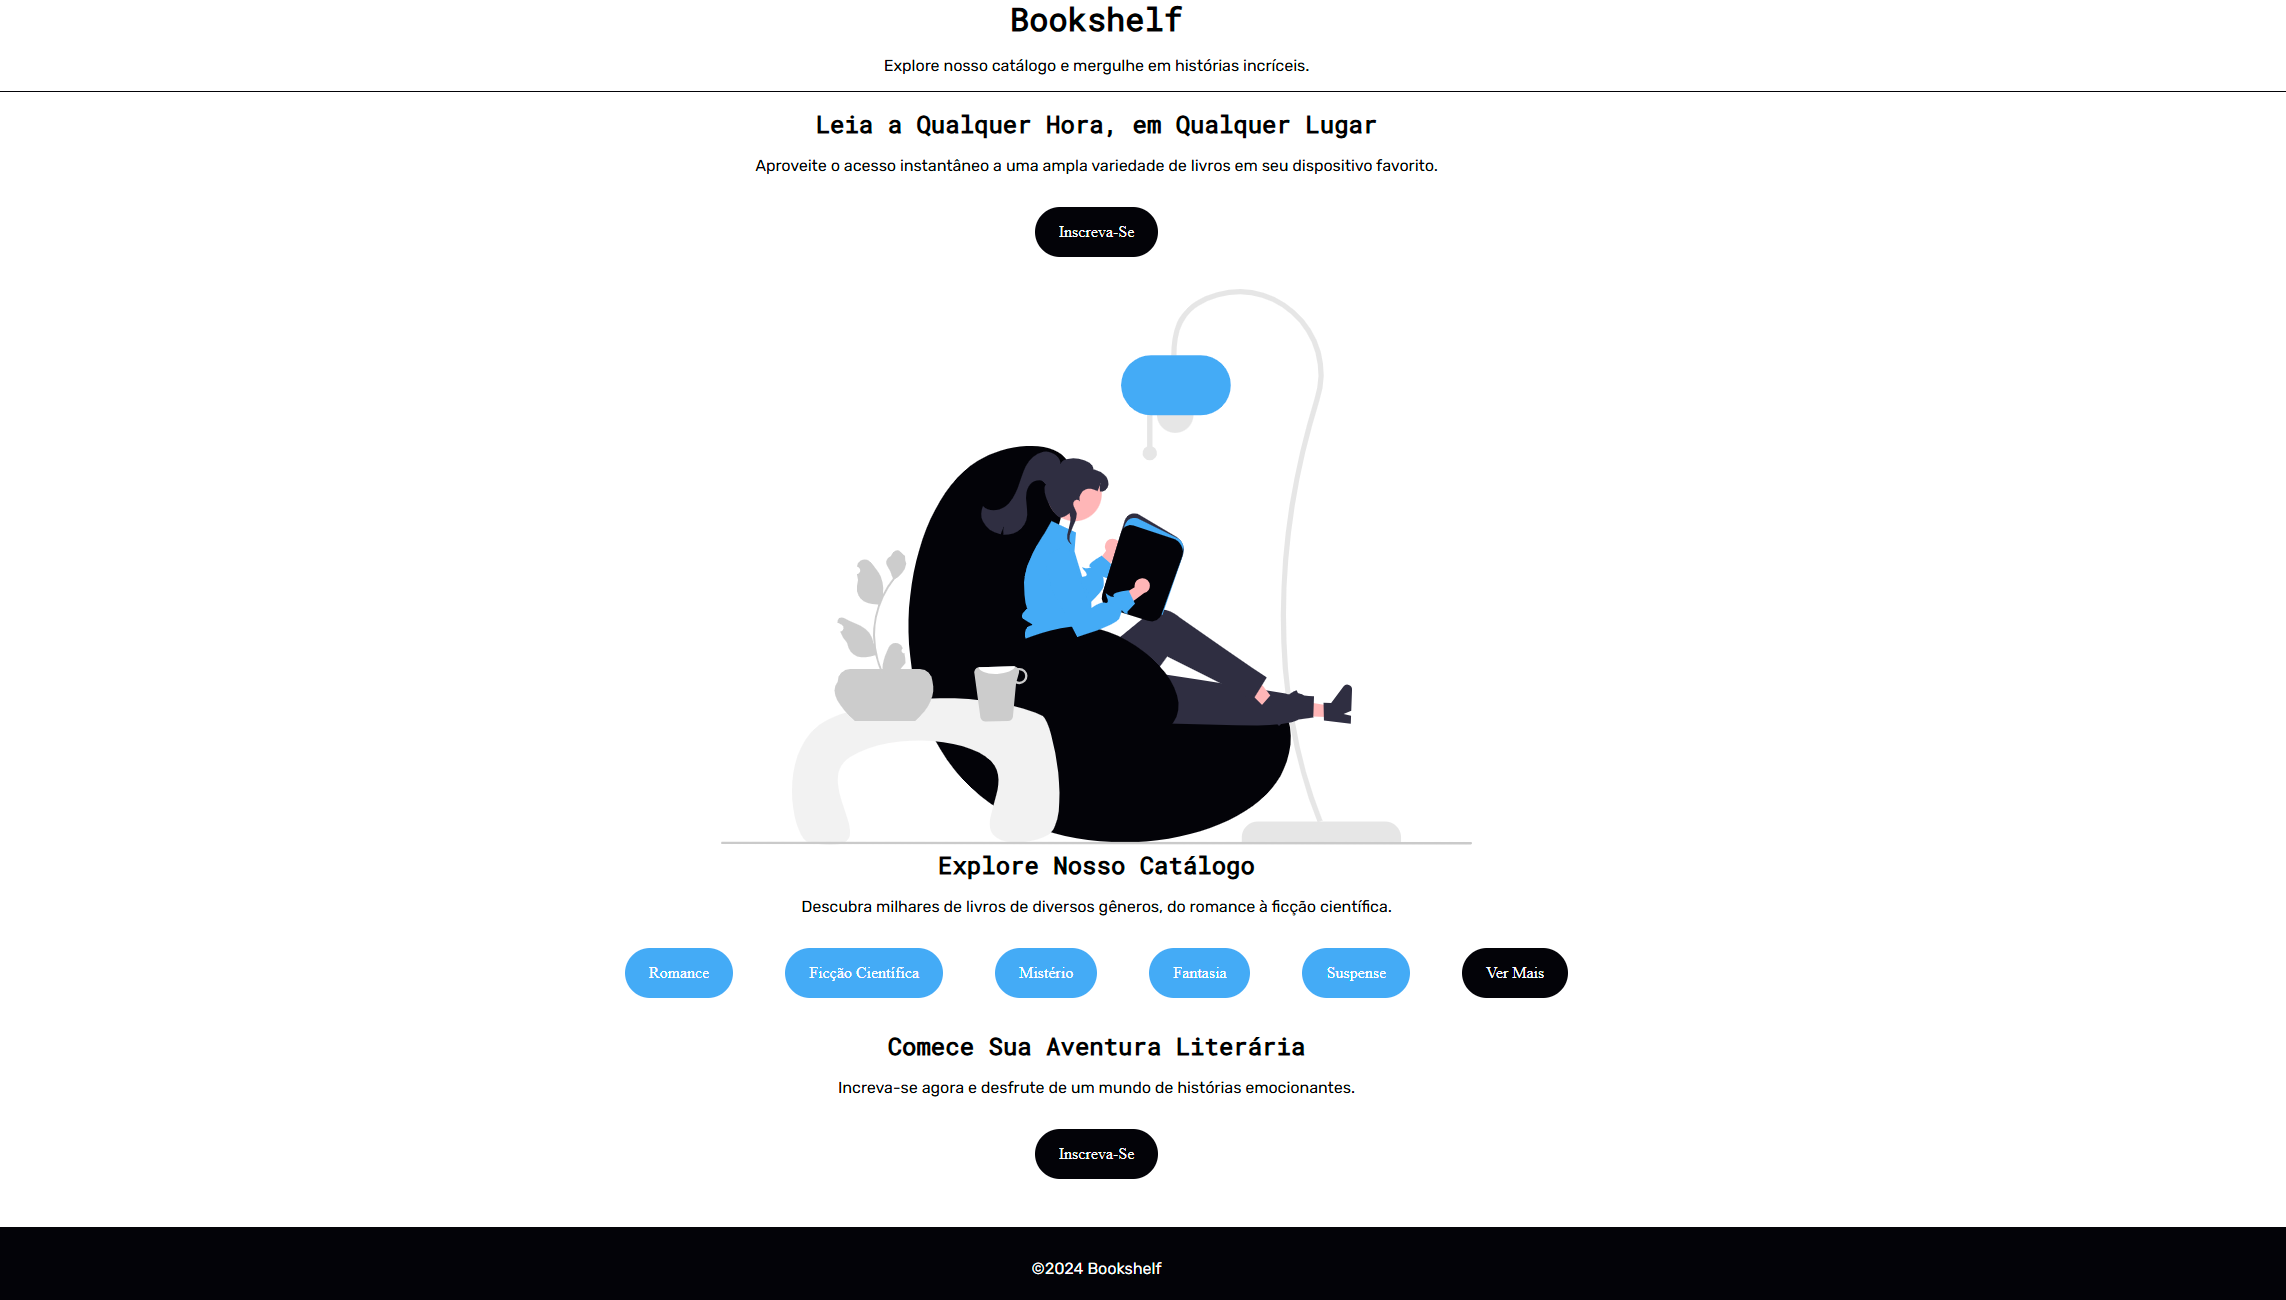 Bookshelf
Explore nosso catálogo e mergulhe em histórias incríceis.
Leia a Qualquer Hora, em Qualquer Lugar
Aproveite o acesso instantâneo a uma ampla variedade de livros em seu dispositivo favorito.
Inscreva-Se
Explore Nosso Catálogo
Descubra milhares de livros de diversos gêneros, do romance à ficção científica.
Romance Ficção Científica Mistério Fantasia Suspense Ver Mais
Comece Sua Aventura Literária
Increva-se agora e desfrute de um mundo de histórias emocionantes.
Inscreva-Se
©2024 Bookshelf